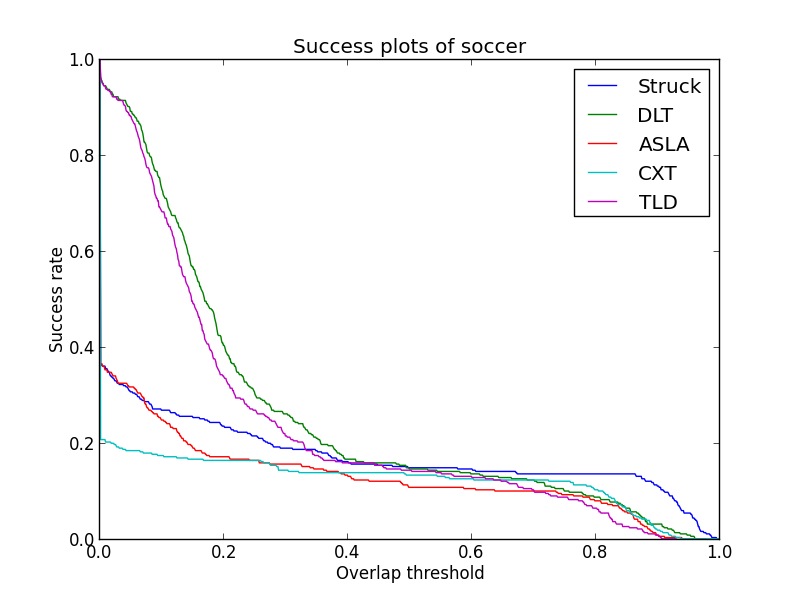 Success plots of soccer
Struck
DLT
ASLA
CXT
TLD
Success rate
1.0
0.8
0.6
0.4
0.2
0.0
0.0 0.2 0.4 0.6 0.8 1.0
Overlap threshold